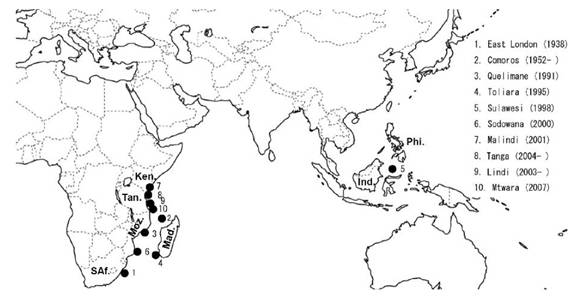 1. East London (1938)
2. Comoros (1952- )
3. Quelimane (1991)
4. Toliara (1995)
5. Sulawesi (1998)
6. Sodowana (2000)
7. Malindi (2001)
8. Tanga (2004- )
9. Lindi (2003- )
10. Mtwara (2007)
Phi.
5
Ind.
Ken.
7
Tan.
8
9
10
2
Moz.
3
Mad.
6
4
SAf.
1